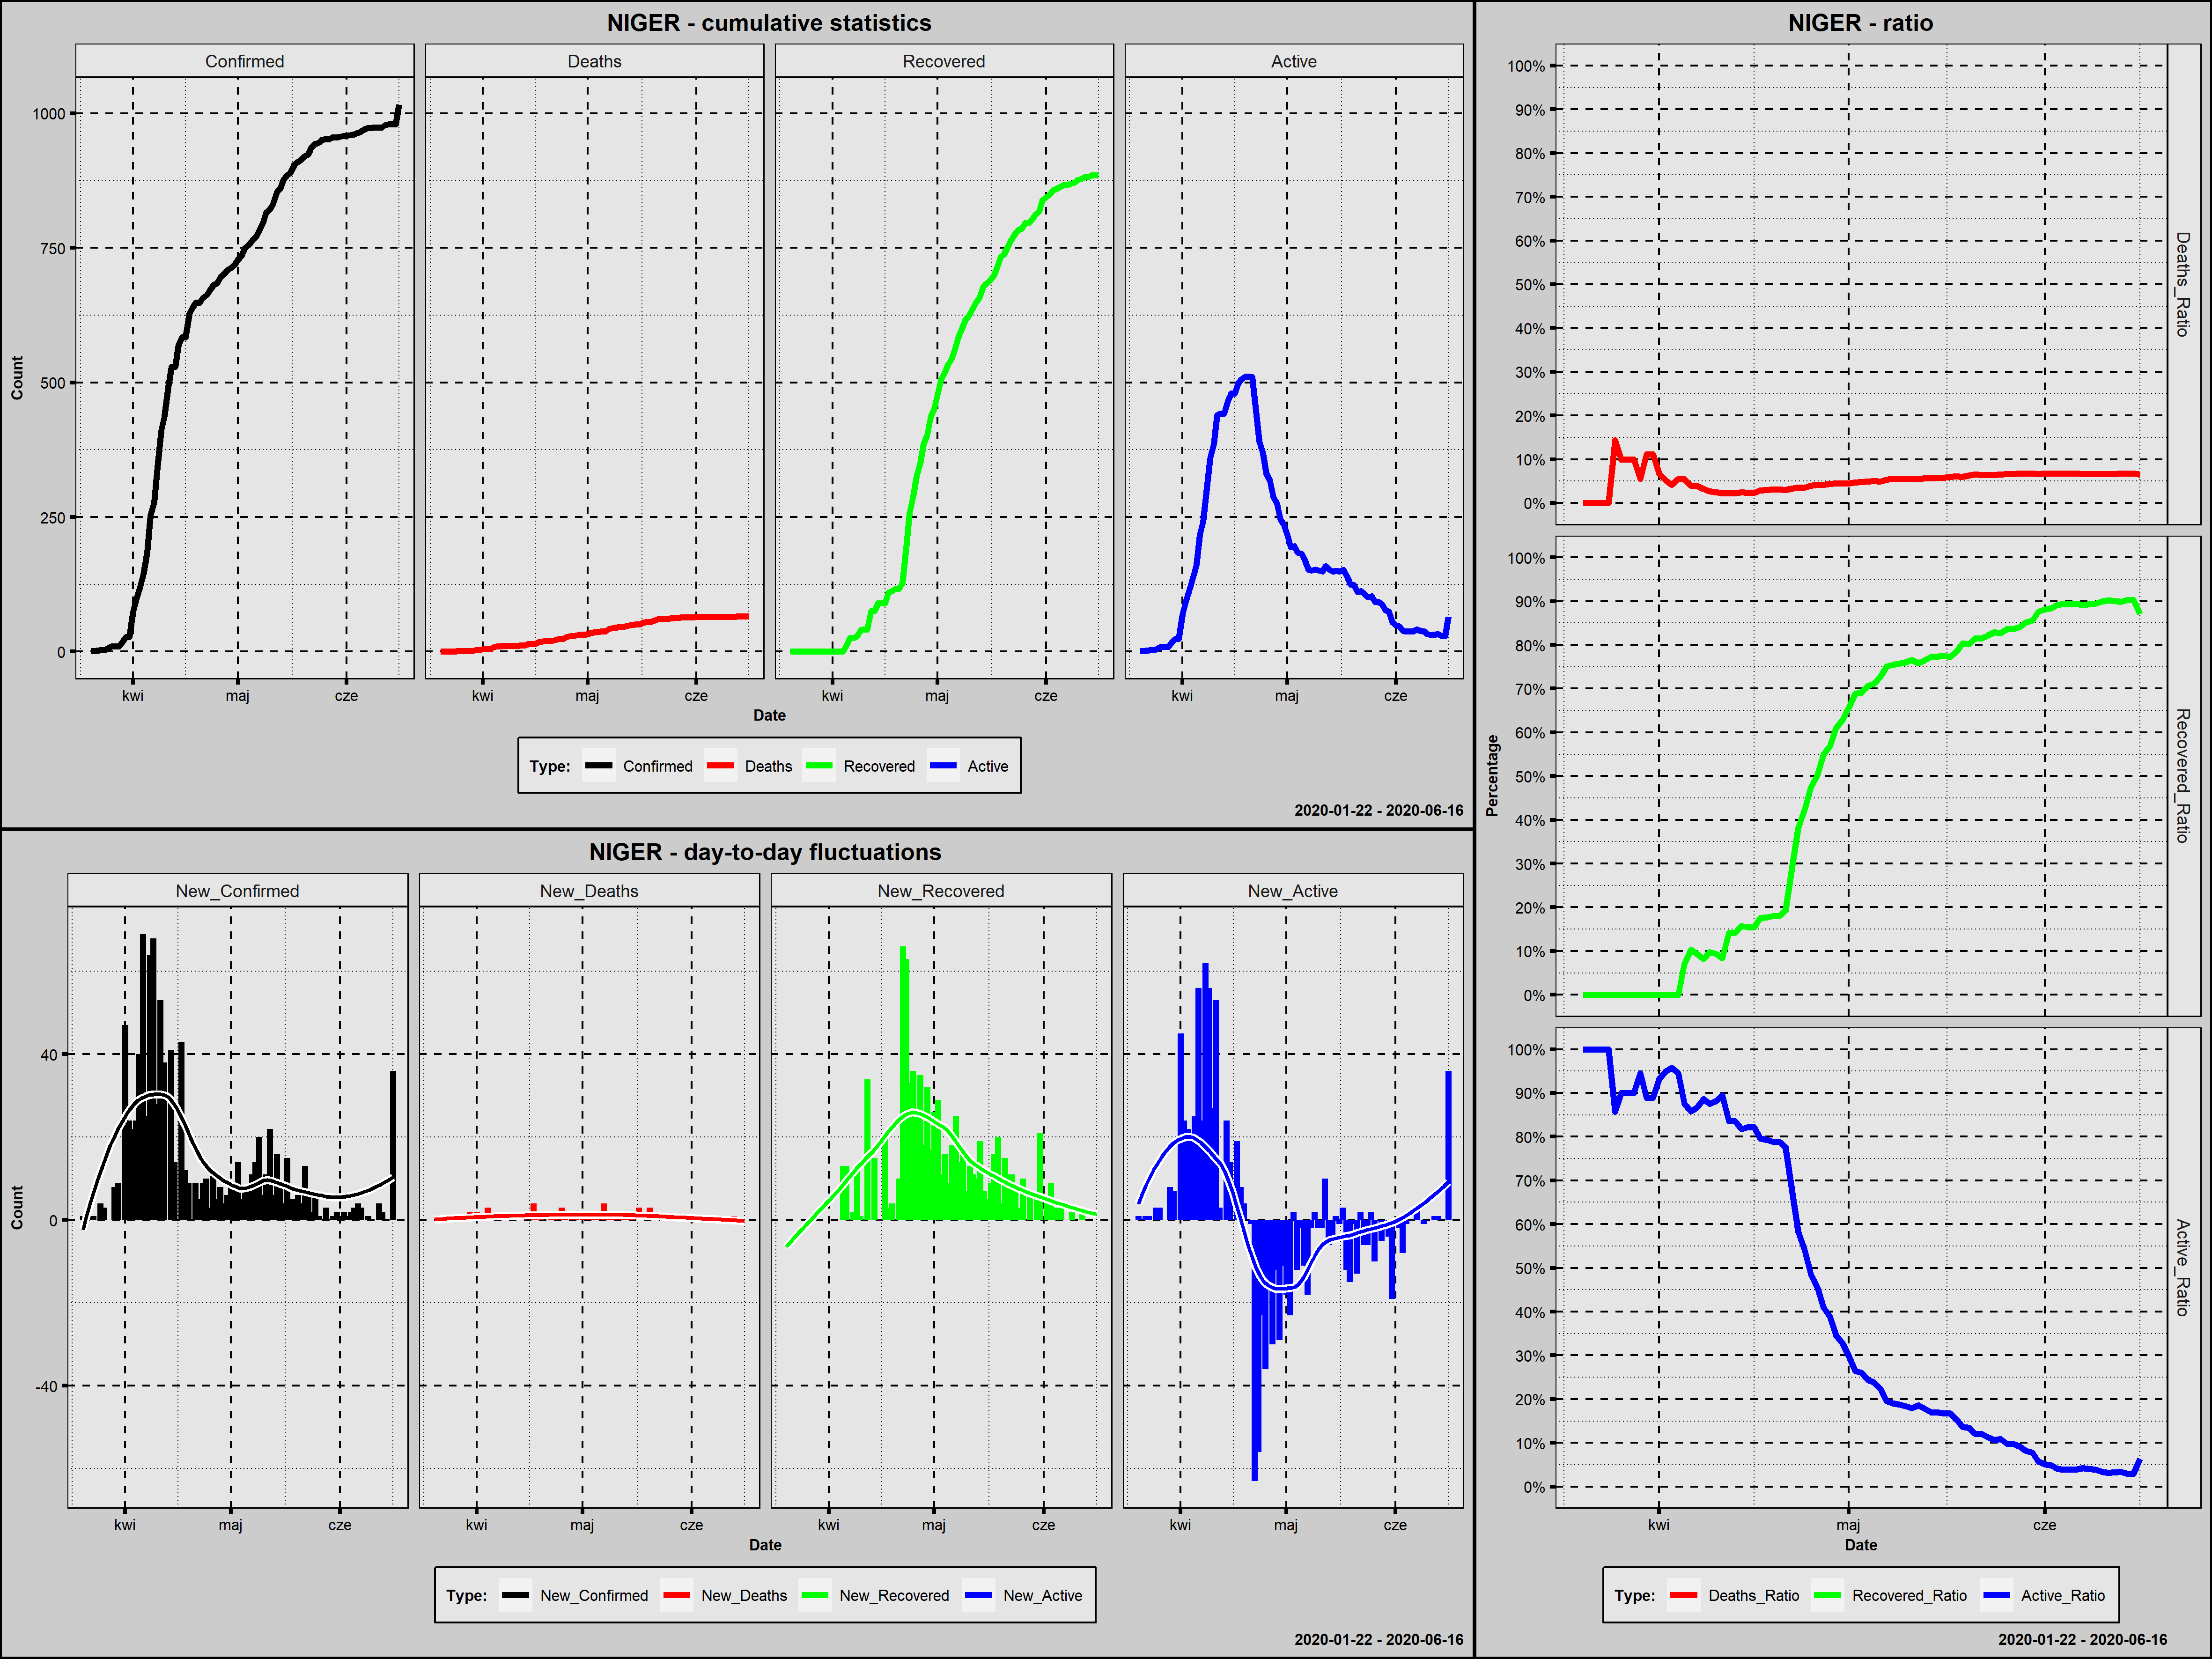 NIGER - cumulative statistics
Confirmed Deaths Recovered Active
Count
1000
750
500
250
0
kwi maj cze kwi maj cze kwi maj cze kwi maj cze
Date
Type: Confirmed Deaths Recovered Active
2020-01-22 - 2020-06-16
NIGER - day-to-day fluctuations
New_Confirmed New_Deaths New_Recovered New_Active
Count
40
0
-40
kwi maj cze kwi maj cze kwi maj cze kwi maj cze
Date
Type: New_Confirmed New_Deaths New_Recovered New_Active
2020-01-22 - 2020-06-16
NIGER - ratio
Percentage
100%
90%
80%
70%
60%
50%
40%
30%
20%
10%
0%
Deaths_Ratio
100%
90%
80%
70%
60%
50%
40%
30%
20%
10%
0%
Recovered_Ratio
100%
90%
80%
70%
60%
50%
40%
30%
20%
10%
0%
Active_Ratio
kwi maj cze
Date
Type: Deaths_Ratio Recovered_Ratio Active_Ratio
2020-01-22 - 2020-06-16